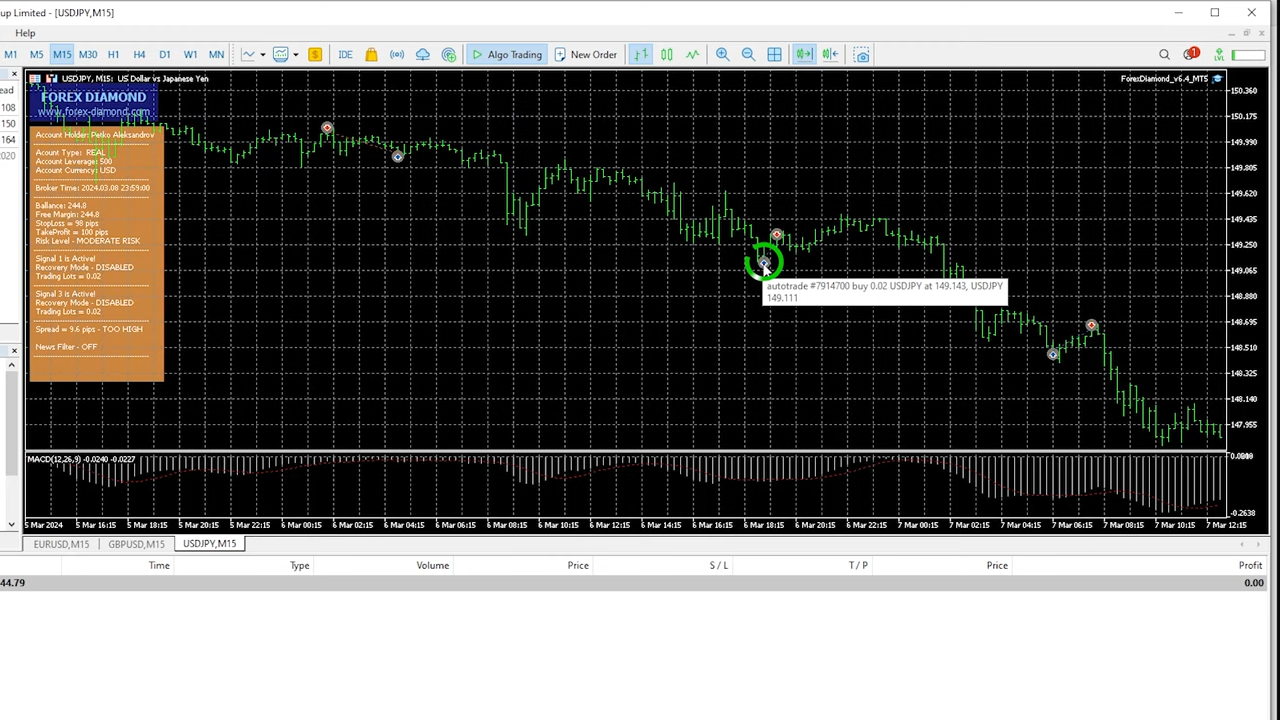 up Limited - [USDJPY,M15]
Help
M1 M5 M15 M30 H1 H4 D1 W1 MN IDE Algo Trading New Order 1
ead
108
150
164
2020
USDJPY, M15: US Dollar vs Japanese Yen
ForexDiamond_v6.4_MT5
FOREX DIAMOND
www.forex-diamond.com
Account Holder: Petko Aleksandrov
Acount Type: REAL
Account Leverage: 500
Account Currency: USD
Broker Time: 2024.03.08 23:59:00
Ballance: 244.8
Free Margin: 244.8
StopLoss = 98 pips
TakeProfit = 100 pips
Risk Level - MODERATE RISK
Signal 1 is Active!
Recovery Mode - DISABLED
Trading Lots = 0.02
Signal 3 is Active!
Recovery Mode - DISABLED
Trading Lots = 0.02
Spread = 9.6 pips - TOO HIGH
News Filter - OFF
autotrade #7914700 buy 0.02 USDJPY at 149.143, USDJPY
149.111
150.360
150.175
149.990
149.805
149.620
149.435
149.250
149.065
148.880
148.695
148.510
148.325
148.140
147.955
MACD(12,26,9) -0.0240 -0.0227
-0.2638
5 Mar 2024 5 Mar 16:15 5 Mar 18:15 5 Mar 20:15 5 Mar 22:15 6 Mar 00:15 6 Mar 02:15 6 Mar 04:15 6 Mar 06:15 6 Mar 08:15 6 Mar 10:15 6 Mar 12:15 6 Mar 14:15 6 Mar 16:15 6 Mar 18:15 6 Mar 20:15 6 Mar 22:15 7 Mar 00:15 7 Mar 02:15 7 Mar 04:15 7 Mar 06:15 7 Mar 08:15 7 Mar 10:15 7 Mar 12:15
EURUSD,M15 GBPUSD,M15 USDJPY,M15
Time Type Volume Price S / L T / P Price Profit
44.79 0.00